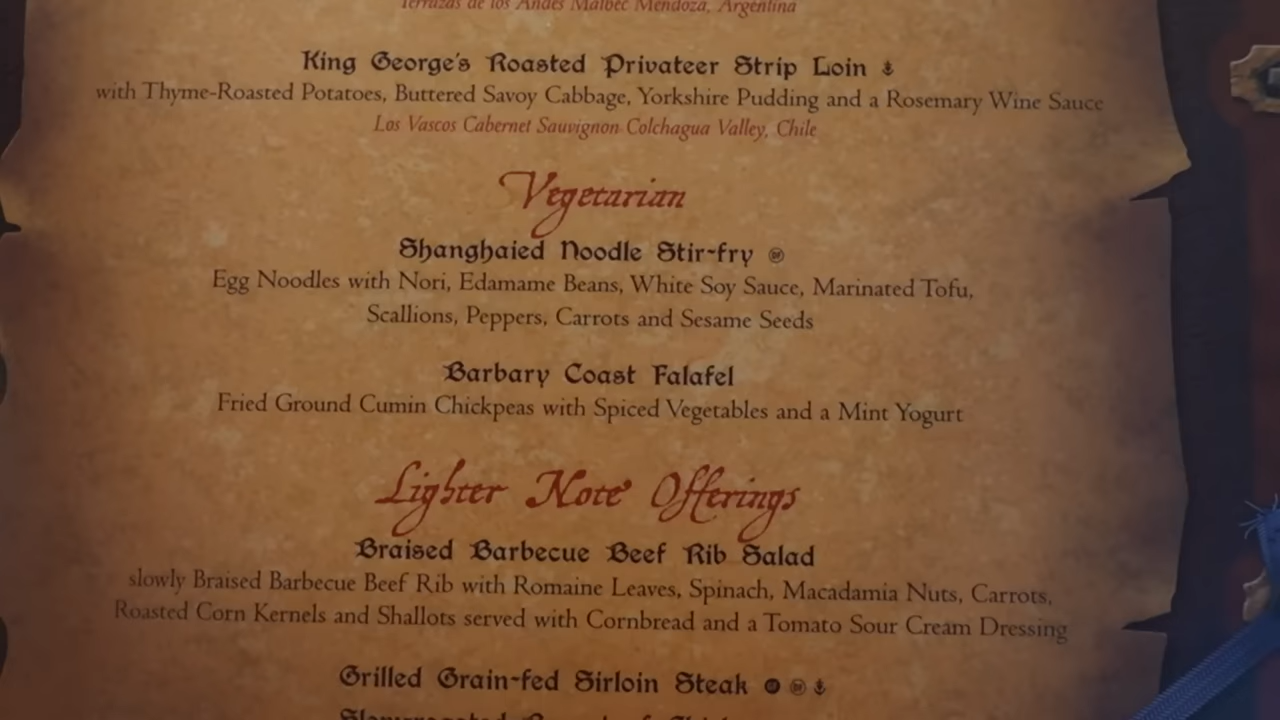 Terrazas de los Andes Malbec Mendoza, Argentina
King George's Roasted Privateer Strip Loin
with Thyme-Roasted Potatoes, Buttered Savoy Cabbage, Yorkshire Pudding and a Rosemary Wine Sauce
Los Vascos Cabernet Sauvignon Colchagua Valley, Chile
Vegetarian
Shanghaied Noodle Stir-fry
Egg Noodles with Nori, Edamame Beans, White Soy Sauce, Marinated Tofu,
Scallions, Peppers, Carrots and Sesame Seeds
Barbary Coast Falafel
Fried Ground Cumin Chickpeas with Spiced Vegetables and a Mint Yogurt
Lighter Note Offerings
Braised Barbecue Beef Rib Salad
slowly Braised Barbecue Beef Rib with Romaine Leaves, Spinach, Macadamia Nuts, Carrots,
Roasted Corn Kernels and Shallots served with Cornbread and a Tomato Sour Cream Dressing
Grilled Grain-fed Sirloin Steak